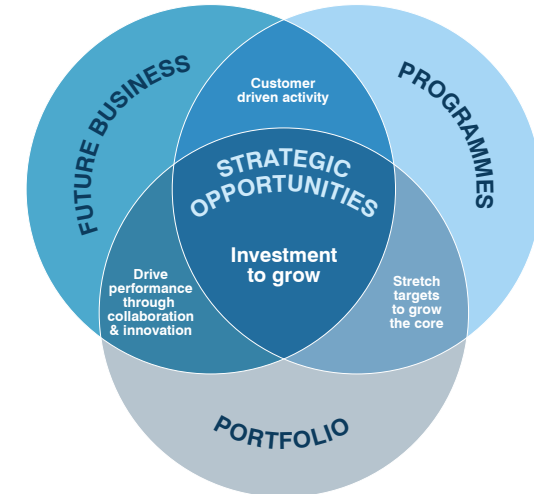 FUTURE BUSINESS
PROGRAMMES
Customer
driven activity
STRATEGIC
OPPORTUNITIES
Investment
to grow
Drive
performance
through
collaboration
& innovation
Stretch
targets
to grow
the core
PORTFOLIO